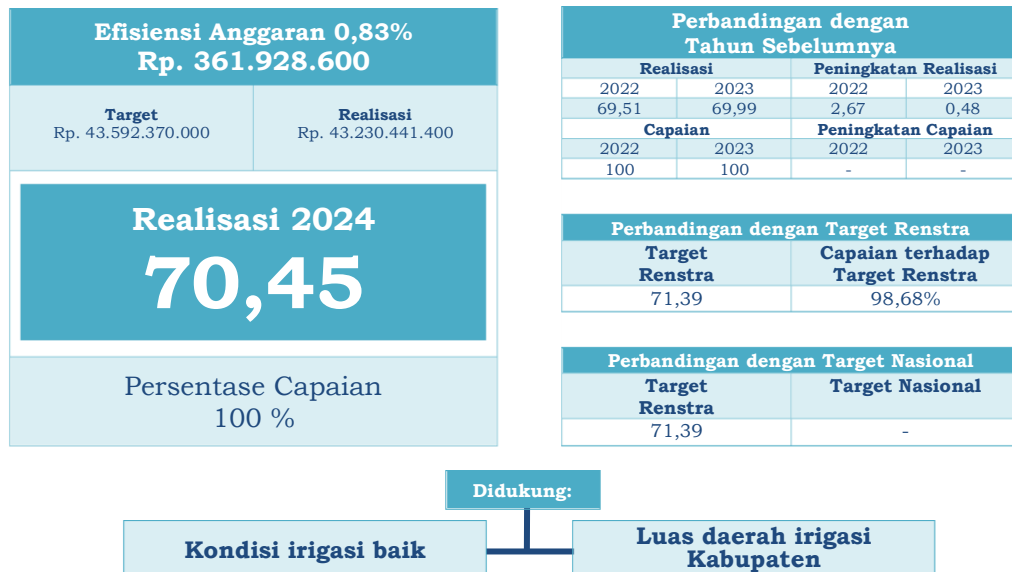 Efisiensi Anggaran 0,83%
Rp. 361.928.600
Target
Rp. 43.592.370.000
Realisasi
Rp. 43.230.441.400
Realisasi 2024
70,45
Persentase Capaian
100 %
Perbandingan dengan
Tahun Sebelumnya
Realisasi Peningkatan Realisasi
2022 2023 2022 2023
69,51 69,99 2,67 0,48
Capaian Peningkatan Capaian
2022 2023 2022 2023
100 100 - -
Perbandingan dengan Target Renstra
Target Capaian terhadap
Renstra Target Renstra
71,39 98,68%
Perbandingan dengan Target Nasional
Target Target Nasional
Renstra
71,39 -
Didukung:
Kondisi irigasi baik
Luas daerah irigasi
Kabupaten